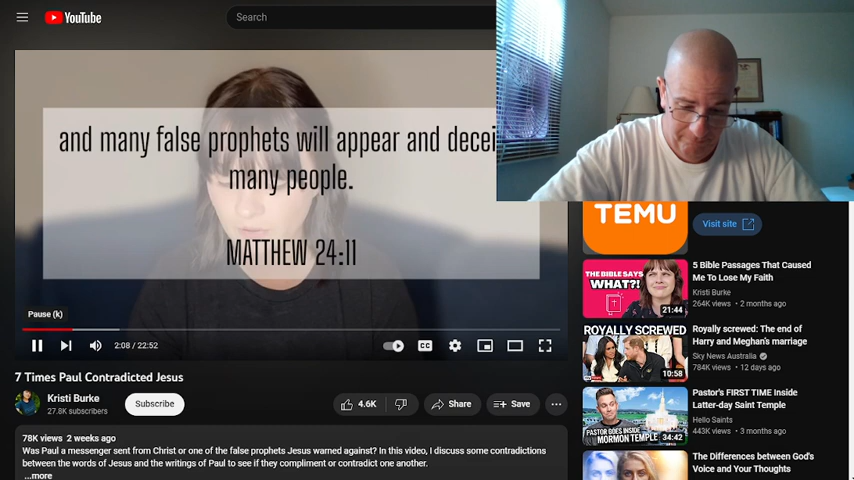 YouTube
Search
and many false prophets will appear and decei
many people.
MATTHEW 24:11
Pause (k)
2:08 / 22:52
CC
7 Times Paul Contradicted Jesus
Kristi Burke
27.8K subscribers
Subscribe
4.6K
Share
Save
78K views 2 weeks ago
Was Paul a messenger sent from Christ or one of the false prophets Jesus warned against? In this video, I discuss some contradictions
between the words of Jesus and the writings of Paul to see if they compliment or contradict one another.
...more
TEMU
Visit site
THE BIBLE SAYS
WHAT?!
21:44
5 Bible Passages That Caused
Me To Lose My Faith
Kristi Burke
264K views • 2 months ago
ROYALLY SCREWED
10:58
Royally screwed: The end of
Harry and Meghan's marriage
Sky News Australia
784K views • 12 days ago
PASTOR GOES INSIDE
MORMON TEMPLE
34:42
Pastor's FIRST TIME Inside
Latter-day Saint Temple
Hello Saints
443K views • 3 months ago
The Differences between God's
Voice and Your Thoughts